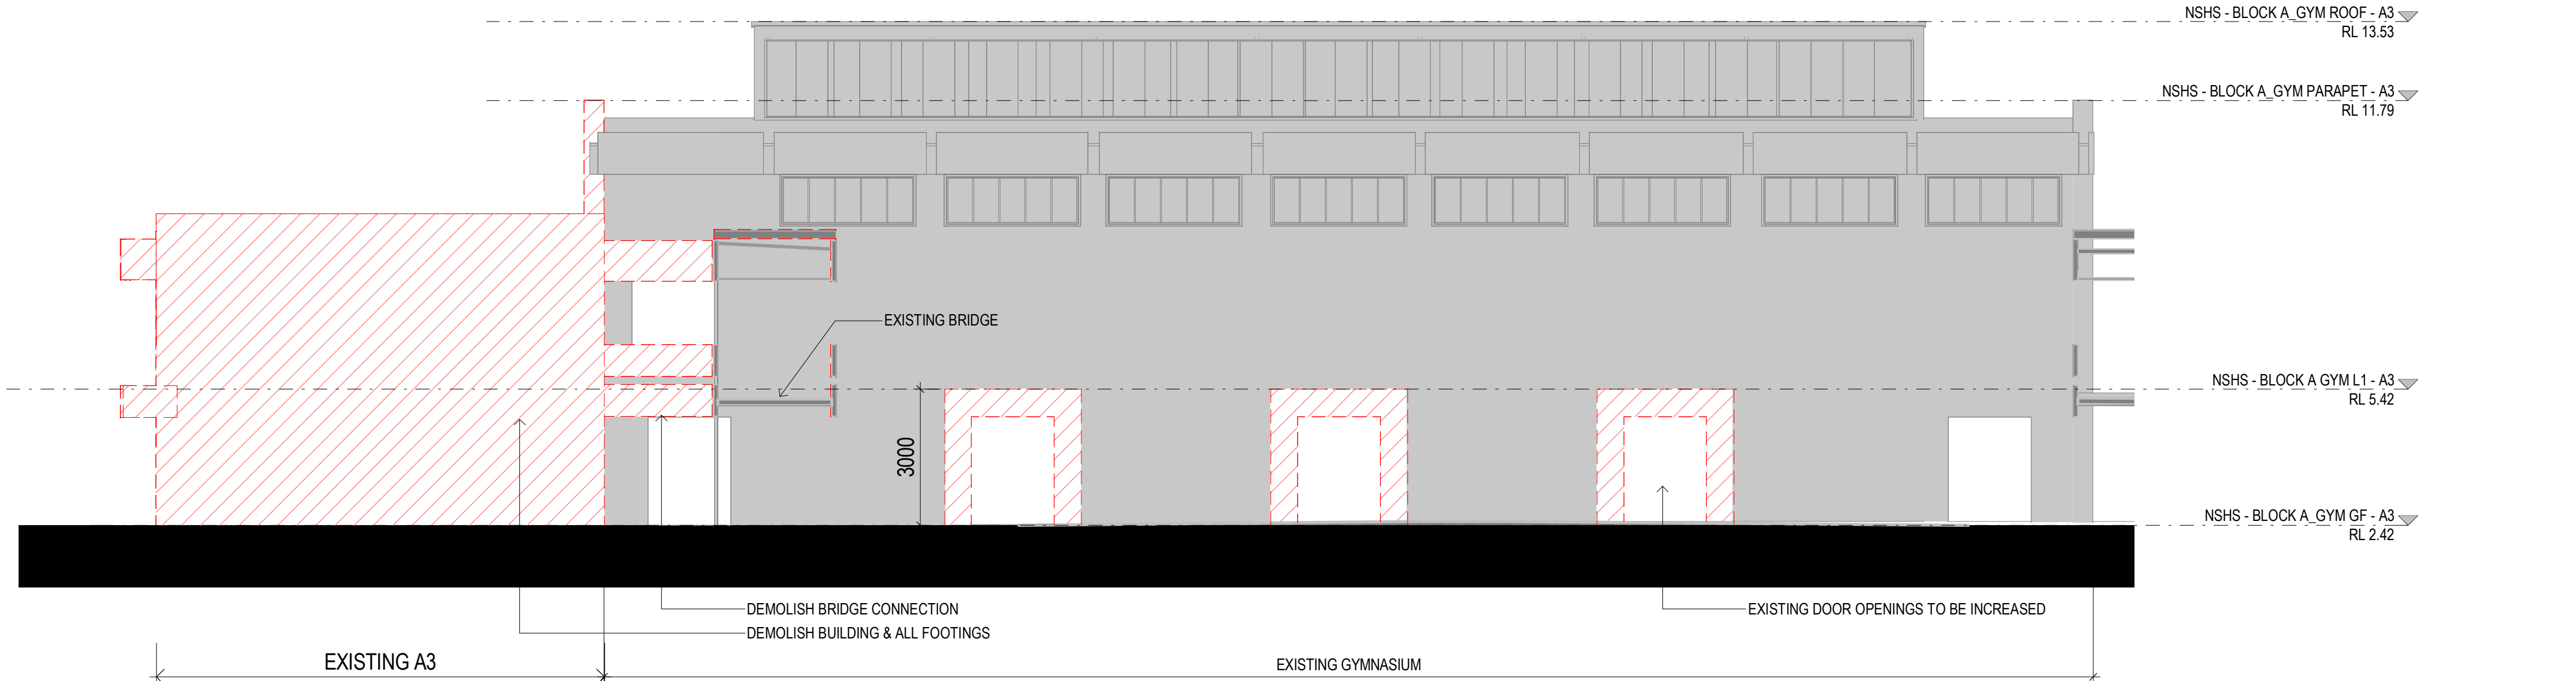 NSHS - BLOCK A_GYM ROOF - A3
RL 13.53
NSHS - BLOCK A_GYM PARAPET - A3
RL 11.79
EXISTING BRIDGE
NSHS - BLOCK A GYM L1 - A3
RL 5.42
3000
NSHS - BLOCK A_GYM GF - A3
RL 2.42
DEMOLISH BRIDGE CONNECTION
EXISTING DOOR OPENINGS TO BE INCREASED
DEMOLISH BUILDING & ALL FOOTINGS
EXISTING A3
EXISTING GYMNASIUM